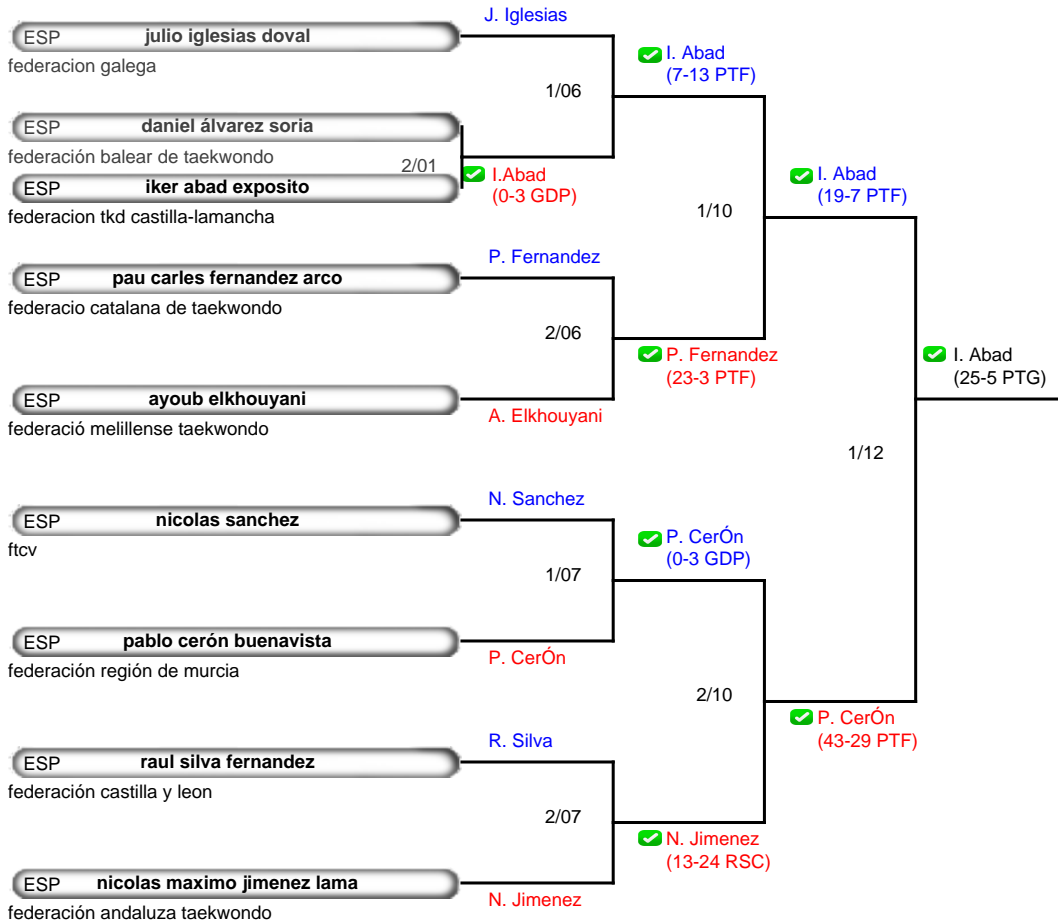 J. Iglesias
ESP julio iglesias doval
federacion galega
I. Abad
(7-13 PTF)
1/06
ESP daniel álvarez soria
federación balear de taekwondo
2/01
I.Abad
(0-3 GDP)
ESP iker abad exposito
federacion tkd castilla-lamancha
I. Abad
(19-7 PTF)
1/10
P. Fernandez
ESP pau carles fernandez arco
federacio catalana de taekwondo
2/06
P. Fernandez
(23-3 PTF)
I. Abad
(25-5 PTG)
ESP ayoub elkhouyani
A. Elkhouyani
federació melillense taekwondo
1/12
N. Sanchez
ESP nicolas sanchez
ftcv
P. CerÓn
(0-3 GDP)
1/07
ESP pablo cerón buenavista
P. CerÓn
federación región de murcia
2/10
P. CerÓn
(43-29 PTF)
R. Silva
ESP raul silva fernandez
federación castilla y leon
2/07
N. Jimenez
(13-24 RSC)
ESP nicolas maximo jimenez lama
N. Jimenez
federación andaluza taekwondo